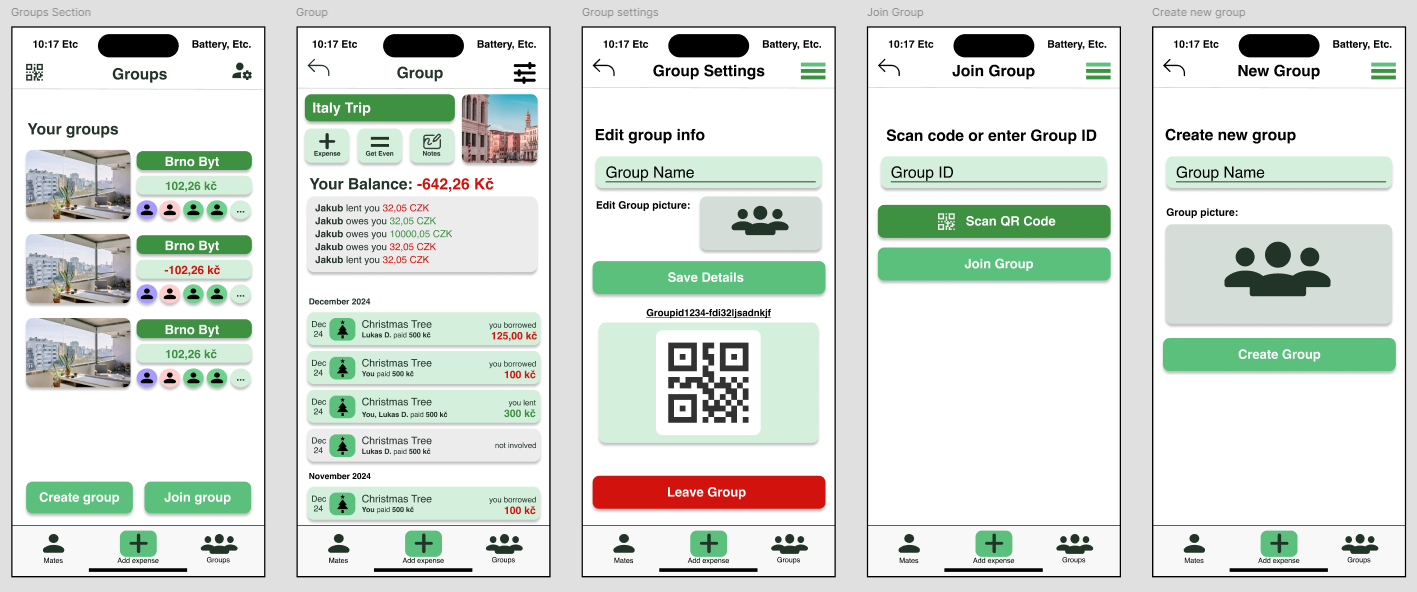 Groups Section
10:17 Etc
Battery, Etc.
Groups
Your groups
Brno Byt
102,26 kč
...
Brno Byt
-102,26 kč
...
Brno Byt
102,26 kč
...
Create group
Join group
Mates
Add expense
Groups
Group
10:17 Etc
Battery, Etc.
Group
Italy Trip
Expense
Get Even
Notes
Your Balance: -642,26 Kč
Jakub lent you 32,05 CZK
Jakub owes you 32,05 CZK
Jakub owes you 10000,05 CZK
Jakub owes you 32,05 CZK
Jakub lent you 32,05 CZK
December 2024
Dec
24
Christmas Tree
Lukas D. paid 500 kč
you borrowed
125,00 kč
Dec
24
Christmas Tree
You paid 500 kč
you borrowed
100 kč
Dec
24
Christmas Tree
You, Lukas D. paid 500 kč
you lent
300 kč
Dec
24
Christmas Tree
Lukas D. paid 500 kč
not involved
November 2024
Dec
24
Christmas Tree
You paid 500 kč
you borrowed
100 kč
Mates
Add expense
Groups
Group settings
10:17 Etc
Battery, Etc.
Group Settings
Edit group info
Group Name
Edit Group picture:
Save Details
Groupid1234-fdi32ljsadnkjf
Leave Group
Mates
Add expense
Groups
Join Group
10:17 Etc
Battery, Etc.
Join Group
Scan code or enter Group ID
Group ID
Scan QR Code
Join Group
Mates
Add expense
Groups
Create new group
10:17 Etc
Battery, Etc.
New Group
Create new group
Group Name
Group picture:
Create Group
Mates
Add expense
Groups